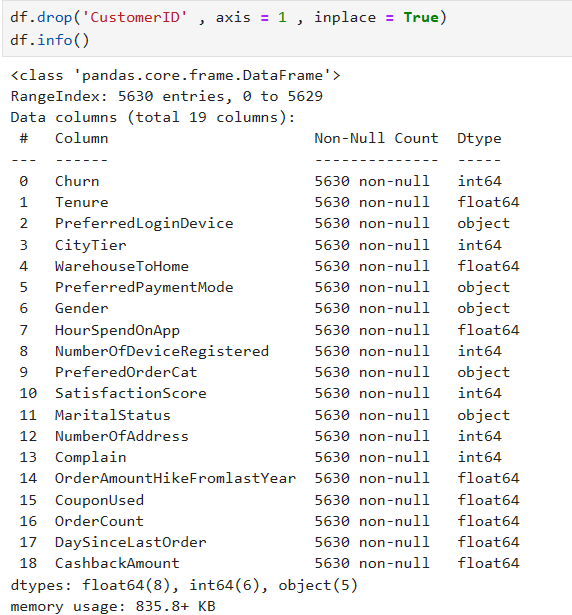 df.drop('CustomerID' , axis = 1 , inplace = True)
df.info()
<class 'pandas.core.frame.DataFrame'>
RangeIndex: 5630 entries, 0 to 5629
Data columns (total 19 columns):
 #   Column                       Non-Null Count  Dtype
---  ------                       --------------  -----
 0   Churn                        5630 non-null   int64
 1   Tenure                       5630 non-null   float64
 2   PreferredLoginDevice         5630 non-null   object
 3   CityTier                     5630 non-null   int64
 4   WarehouseToHome              5630 non-null   float64
 5   PreferredPaymentMode         5630 non-null   object
 6   Gender                       5630 non-null   object
 7   HourSpendOnApp               5630 non-null   float64
 8   NumberOfDeviceRegistered     5630 non-null   int64
 9   PreferedOrderCat             5630 non-null   object
 10  SatisfactionScore            5630 non-null   int64
 11  MaritalStatus                5630 non-null   object
 12  NumberOfAddress              5630 non-null   int64
 13  Complain                     5630 non-null   int64
 14  OrderAmountHikeFromlastYear  5630 non-null   float64
 15  CouponUsed                   5630 non-null   float64
 16  OrderCount                   5630 non-null   float64
 17  DaySinceLastOrder            5630 non-null   float64
 18  CashbackAmount               5630 non-null   float64
dtypes: float64(8), int64(6), object(5)
memory usage: 835.8+ KB